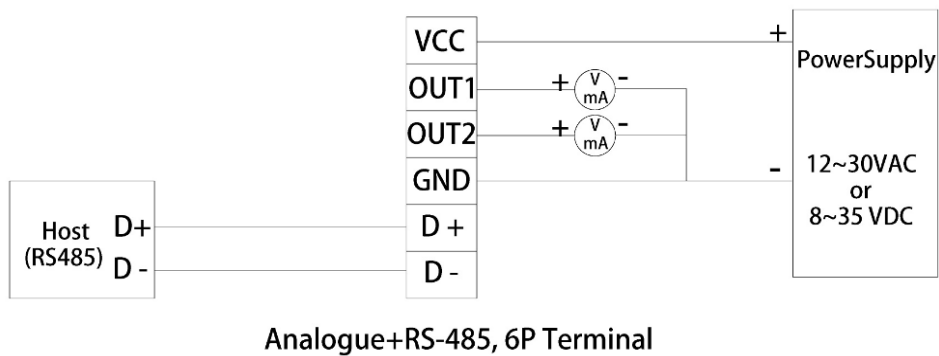 VCC
OUT1
OUT2
GND
D +
D -
+ V mA -
+ V mA -
+
-
PowerSupply
12~30VAC
or
8~35 VDC
Host
(RS485)
D+
D -
Analogue+RS-485, 6P Terminal